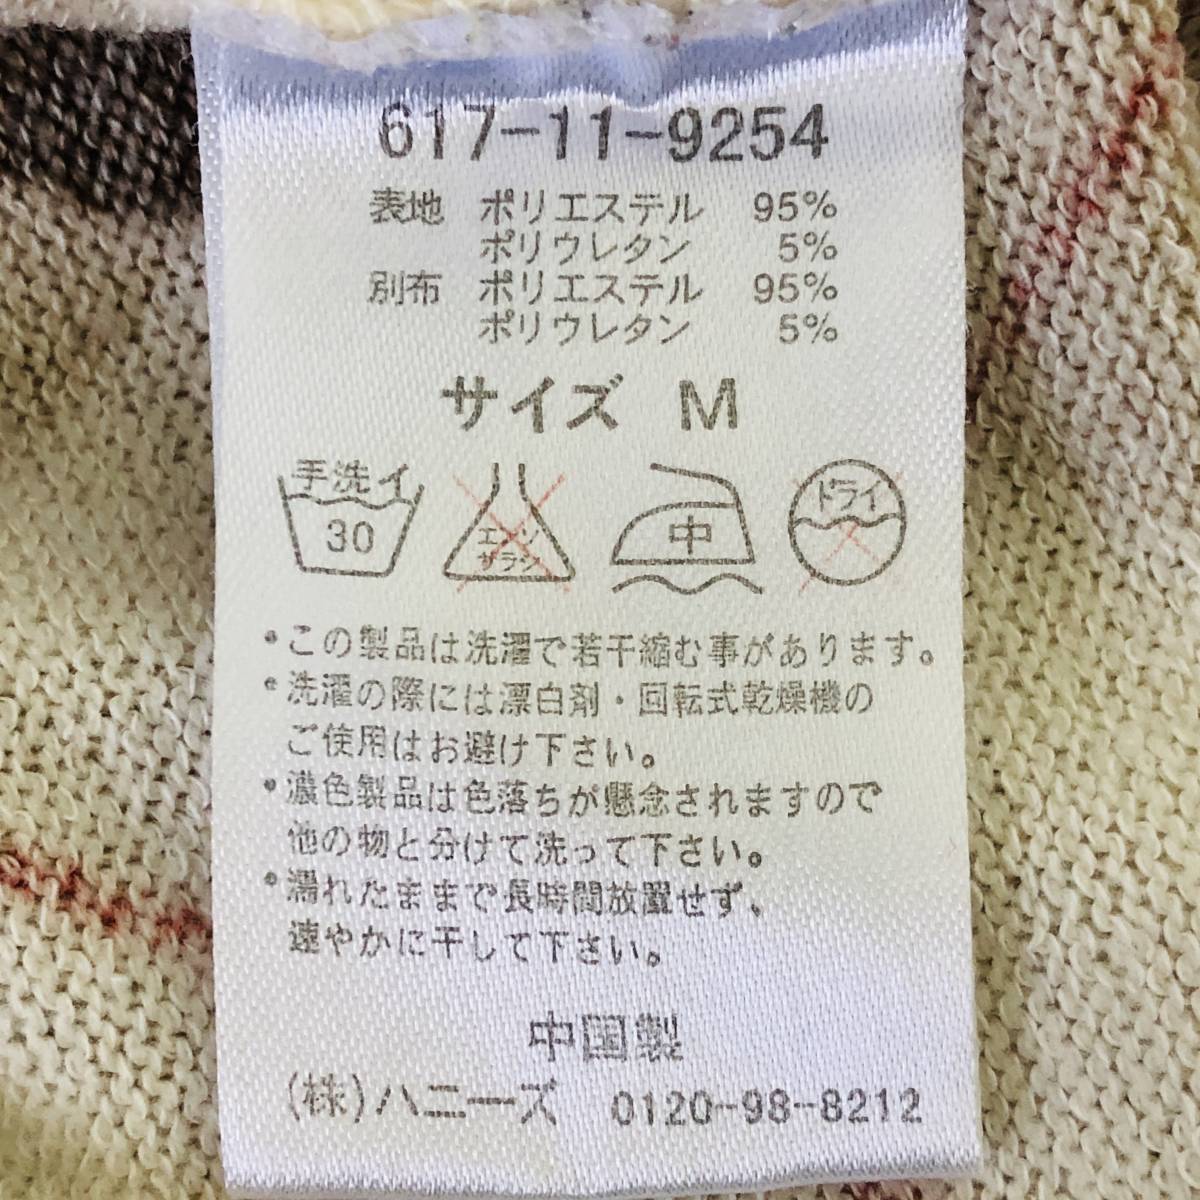 617-11-9254
表地 ポリエステル 95%
ポリウレタン 5%
別布 ポリエステル 95%
ポリウレタン 5%
サイズ M
手洗イ 30 エンソサラシ 中 ドライ
・この製品は洗濯で若干縮む事があります。
・洗濯の際には漂白剤・回転式乾燥機の
ご使用はお避け下さい。
・濃色製品は色落ちが懸念されますので
他の物と分けて洗って下さい。
・濡れたままで長時間放置せず、
速やかに干して下さい。
中国製
(株)ハニーズ 0120-98-8212